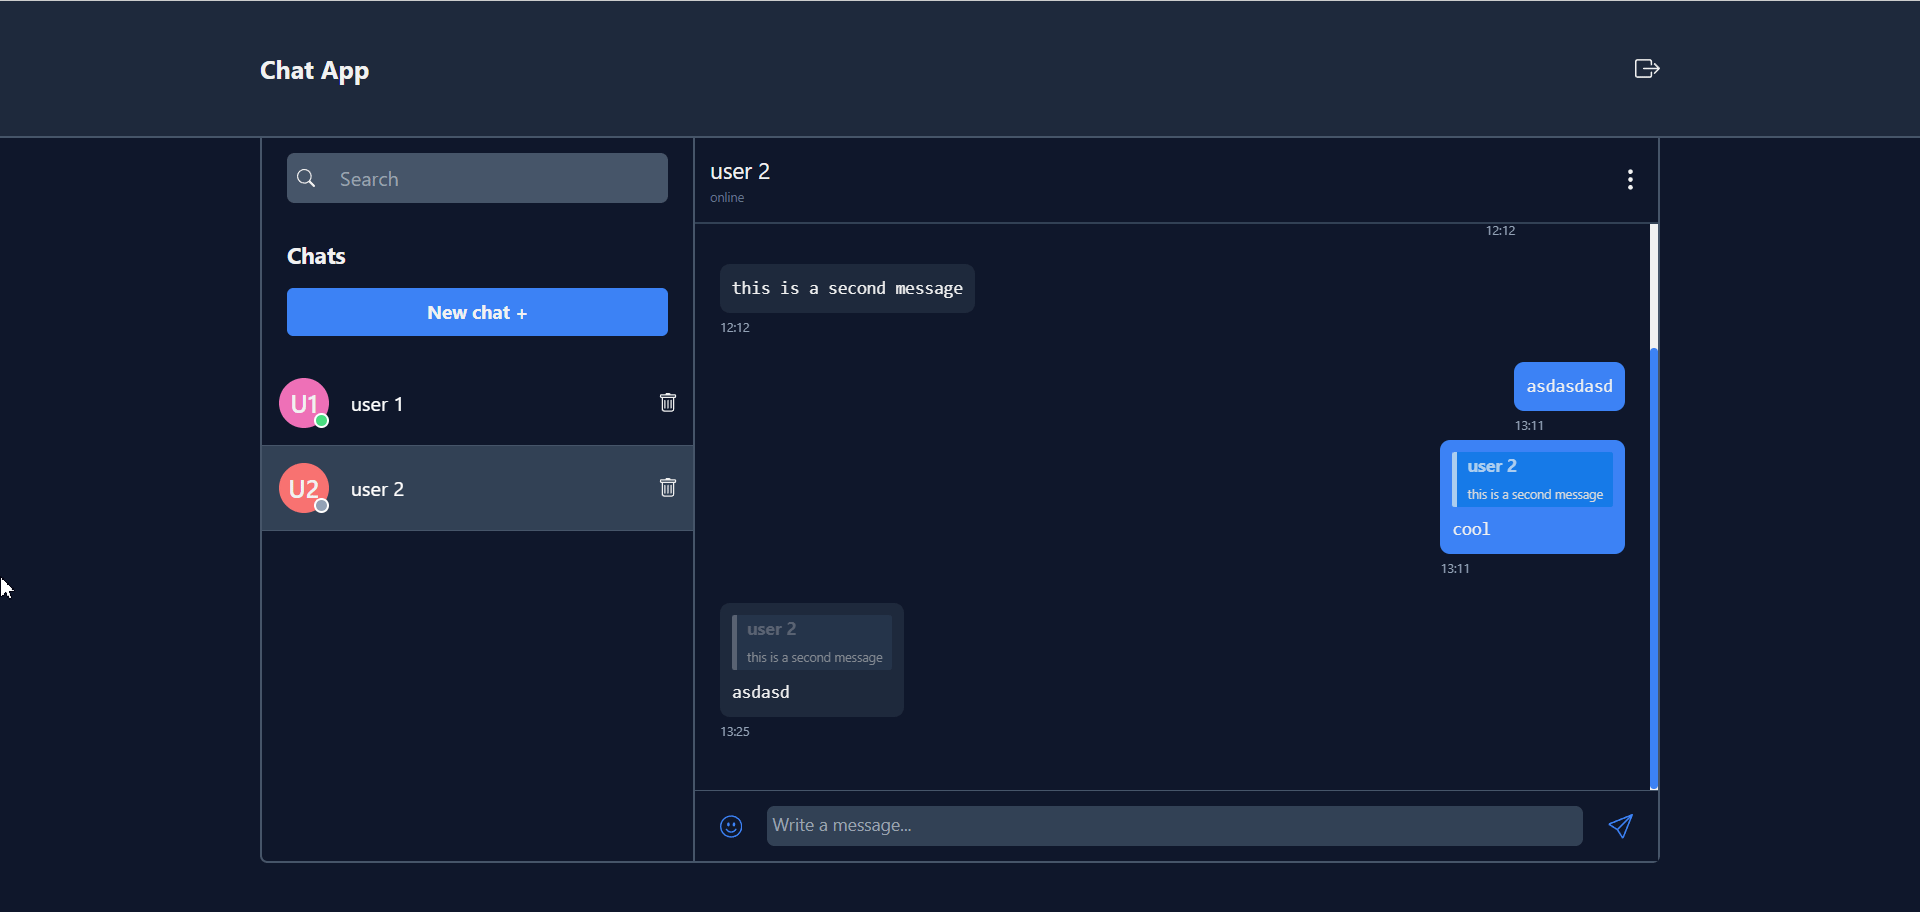 Chat App
Search
Chats
New chat +
U1
user 1
U2
user 2
user 2
online
12:12
this is a second message
12:12
asdasdasd
13:11
user 2
this is a second message
cool
13:11
user 2
this is a second message
asdasd
13:25
Write a message...